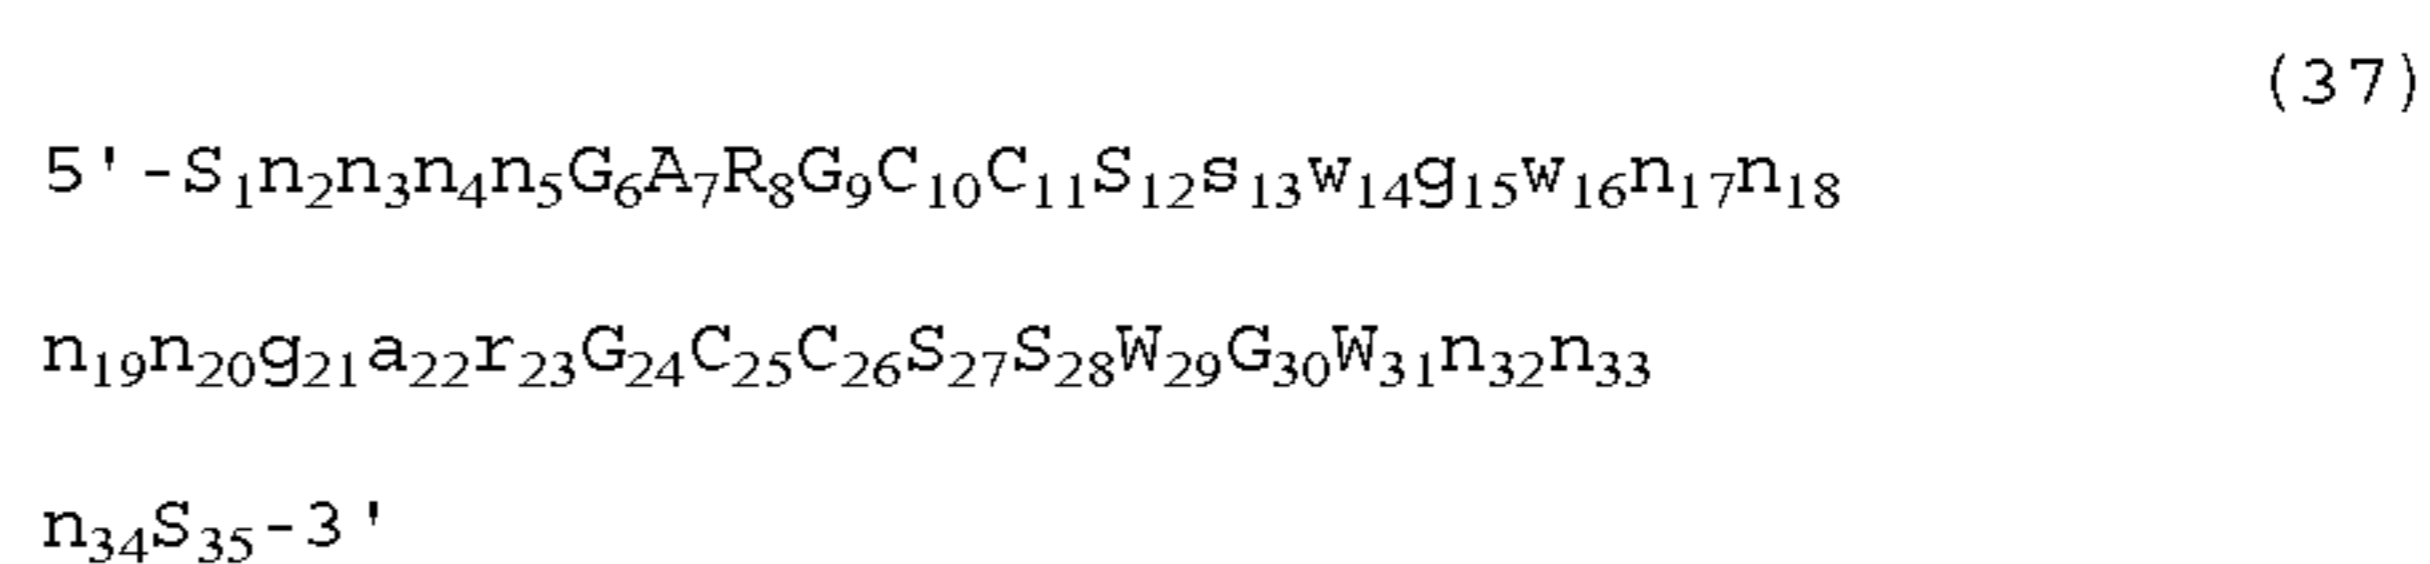 (37)
5'-S₁n₂n₃n₄n₅G₆A₇R₈G₉C₁₀C₁₁S₁₂s₁₃w₁₄g₁₅w₁₆n₁₇n₁₈
n₁₉n₂₀g₂₁a₂₂r₂₃G₂₄C₂₅C₂₆S₂₇S₂₈W₂₉G₃₀W₃₁n₃₂n₃₃
n₃₄S₃₅-3'